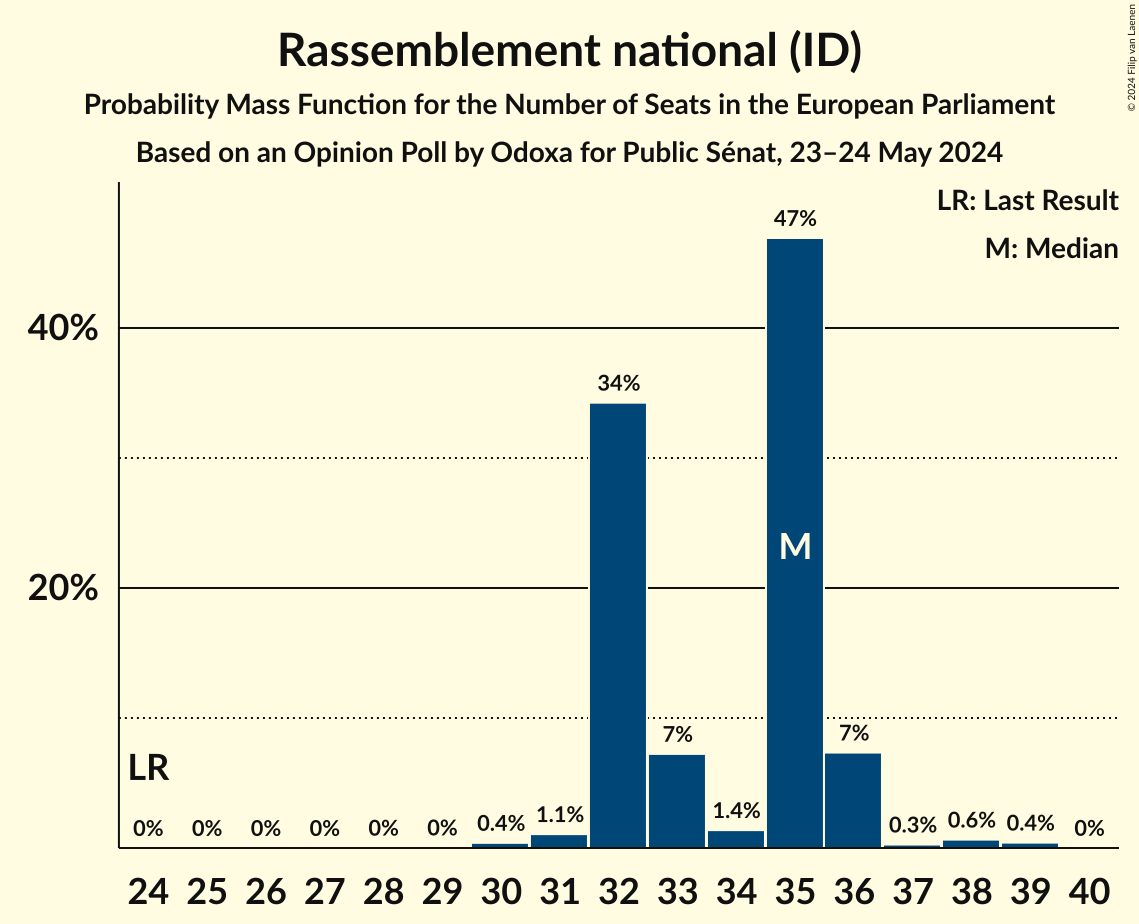 Rassemblement national (ID)
Probability Mass Function for the Number of Seats in the European Parliament
Based on an Opinion Poll by Odoxa for Public Sénat, 23–24 May 2024
© 2024 Filip van Laenen
LR: Last Result
M: Median
40%
20%
LR
M
0%
0%
0%
0%
0%
0%
0.4%
1.1%
34%
7%
1.4%
47%
7%
0.3%
0.6%
0.4%
0%
24 25 26 27 28 29 30 31 32 33 34 35 36 37 38 39 40